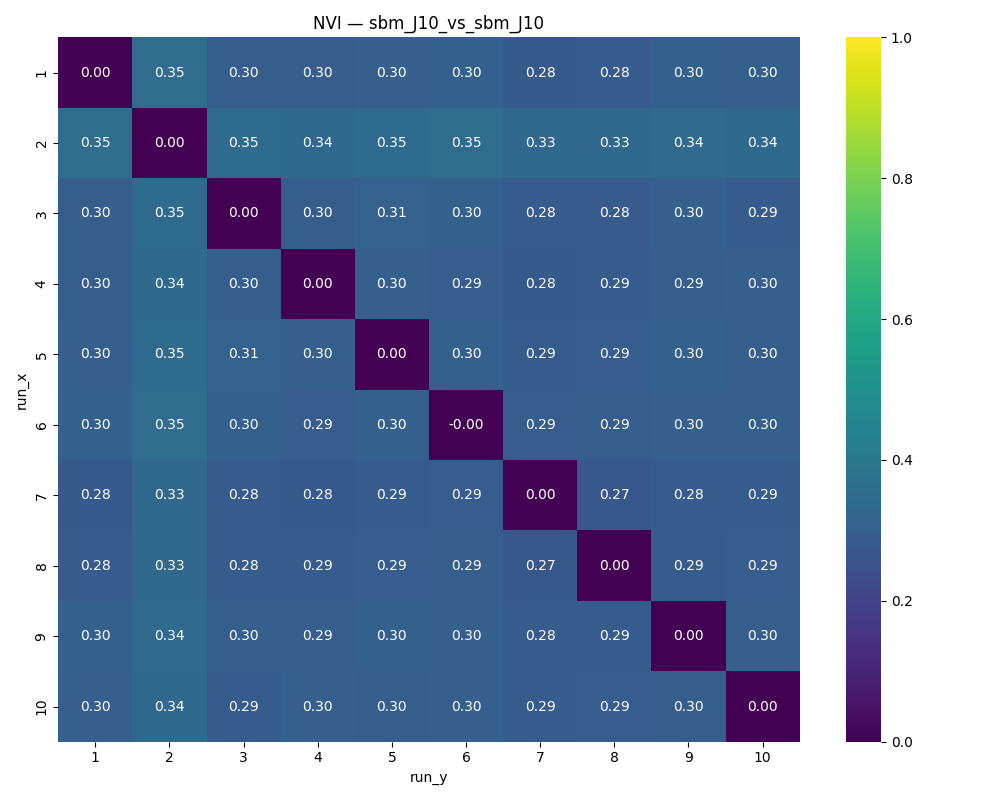 NVI — sbm_J10_vs_sbm_J10
1 0.00 0.35 0.30 0.30 0.30 0.30 0.28 0.28 0.30 0.30
2 0.35 0.00 0.35 0.34 0.35 0.35 0.33 0.33 0.34 0.34
3 0.30 0.35 0.00 0.30 0.31 0.30 0.28 0.28 0.30 0.29
4 0.30 0.34 0.30 0.00 0.30 0.29 0.28 0.29 0.29 0.30
5 0.30 0.35 0.31 0.30 0.00 0.30 0.29 0.29 0.30 0.30
6 0.30 0.35 0.30 0.29 0.30 -0.00 0.29 0.29 0.30 0.30
7 0.28 0.33 0.28 0.28 0.29 0.29 0.00 0.27 0.28 0.29
8 0.28 0.33 0.28 0.29 0.29 0.29 0.27 0.00 0.29 0.29
9 0.30 0.34 0.30 0.29 0.30 0.30 0.28 0.29 0.00 0.30
10 0.30 0.34 0.29 0.30 0.30 0.30 0.29 0.29 0.30 0.00
1 2 3 4 5 6 7 8 9 10
run_x
run_y
1.0
0.8
0.6
0.4
0.2
0.0